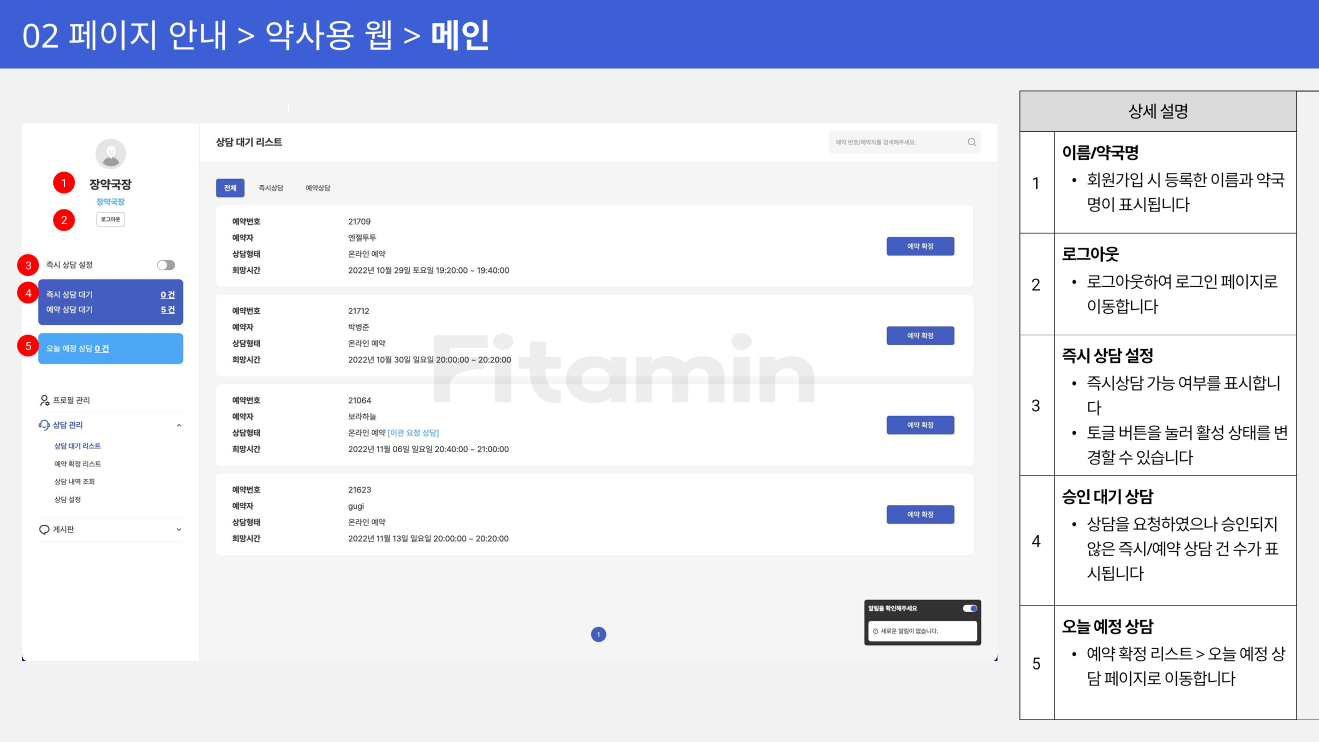 02 페이지 안내 > 약사용 웹 > 메인
1
장약국장
장약국장
2
로그아웃
3
즉시 상담 설정
4
즉시 상담 대기 0 건
예약 상담 대기 5 건
5
오늘 예정 상담 0 건
프로필 관리
상담 관리
상담 대기 리스트
예약 확정 리스트
상담 내역 조회
상담 설정
게시판
상담 대기 리스트
예약 번호/예약자를 검색해주세요.
전체 즉시상담 예약상담
예약번호 21709
예약자 엔젤투투
상담형태 온라인 예약
희망시간 2022년 10월 29일 토요일 19:20:00 ~ 19:40:00
예약 확정
예약번호 21712
예약자 박병준
상담형태 온라인 예약
희망시간 2022년 10월 30일 일요일 20:00:00 ~ 20:20:00
예약 확정
Fitamin
예약번호 21064
예약자 보라하늘
상담형태 온라인 예약 [이관 요청 상담]
희망시간 2022년 11월 06일 일요일 20:40:00 ~ 21:00:00
예약 확정
예약번호 21623
예약자 gugi
상담형태 온라인 예약
희망시간 2022년 11월 13일 일요일 20:00:00 ~ 20:20:00
예약 확정
1
알림을 확인해주세요
새로운 알림이 없습니다.
1
상세 설명
1
이름/약국명
• 회원가입 시 등록한 이름과 약국
명이 표시됩니다
2
로그아웃
• 로그아웃하여 로그인 페이지로
이동합니다
3
즉시 상담 설정
• 즉시상담 가능 여부를 표시합니
다
• 토글 버튼을 눌러 활성 상태를 변
경할 수 있습니다
4
승인 대기 상담
• 상담을 요청하였으나 승인되지
않은 즉시/예약 상담 건 수가 표
시됩니다
5
오늘 예정 상담
• 예약 확정 리스트 > 오늘 예정 상
담 페이지로 이동합니다